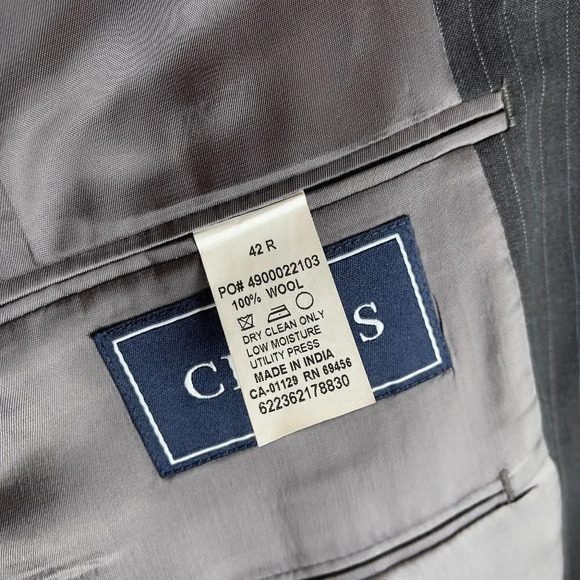 42 R
PO# 4900022103
100% WOOL
DRY CLEAN ONLY
LOW MOISTURE
UTILITY PRESS
MADE IN INDIA
CA-01129 RN 69456
622362178830